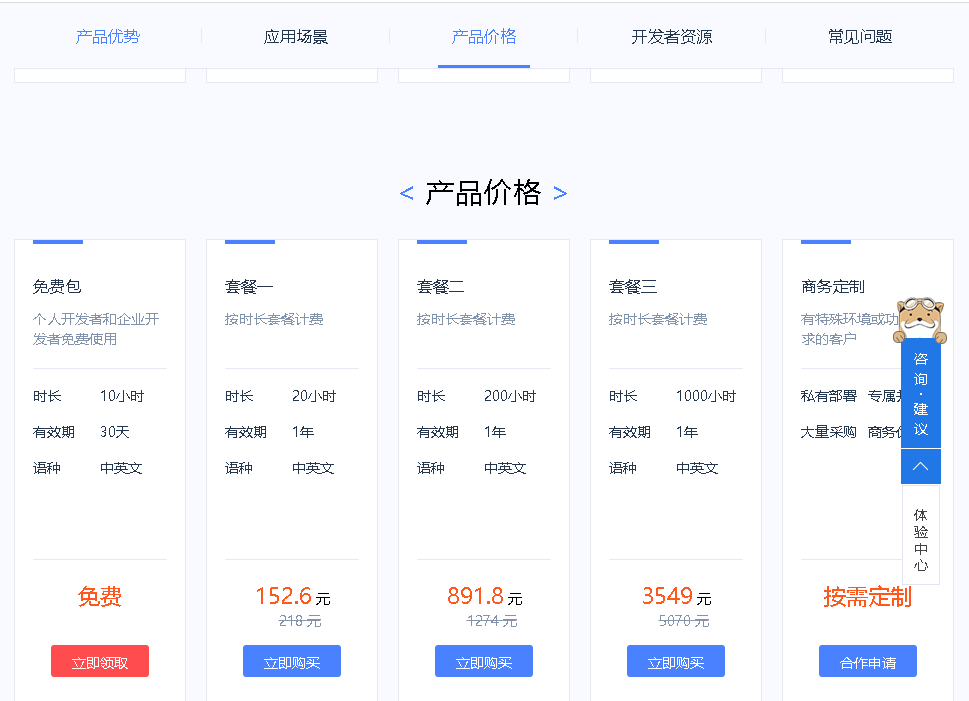 产品优势 应用场景 产品价格 开发者资源 常见问题
< 产品价格 >
免费包
个人开发者和企业开
发者免费使用
时长 10小时
有效期 30天
语种 中英文
免费
立即领取
套餐一
按时长套餐计费
时长 20小时
有效期 1年
语种 中英文
152.6 元
218 元
立即购买
套餐二
按时长套餐计费
时长 200小时
有效期 1年
语种 中英文
891.8 元
1274 元
立即购买
套餐三
按时长套餐计费
时长 1000小时
有效期 1年
语种 中英文
3549 元
5070 元
立即购买
商务定制
有特殊环境或功
求的客户
私有部署 专属
大量采购 商务
按需定制
合作申请
咨询·建议
体验中心